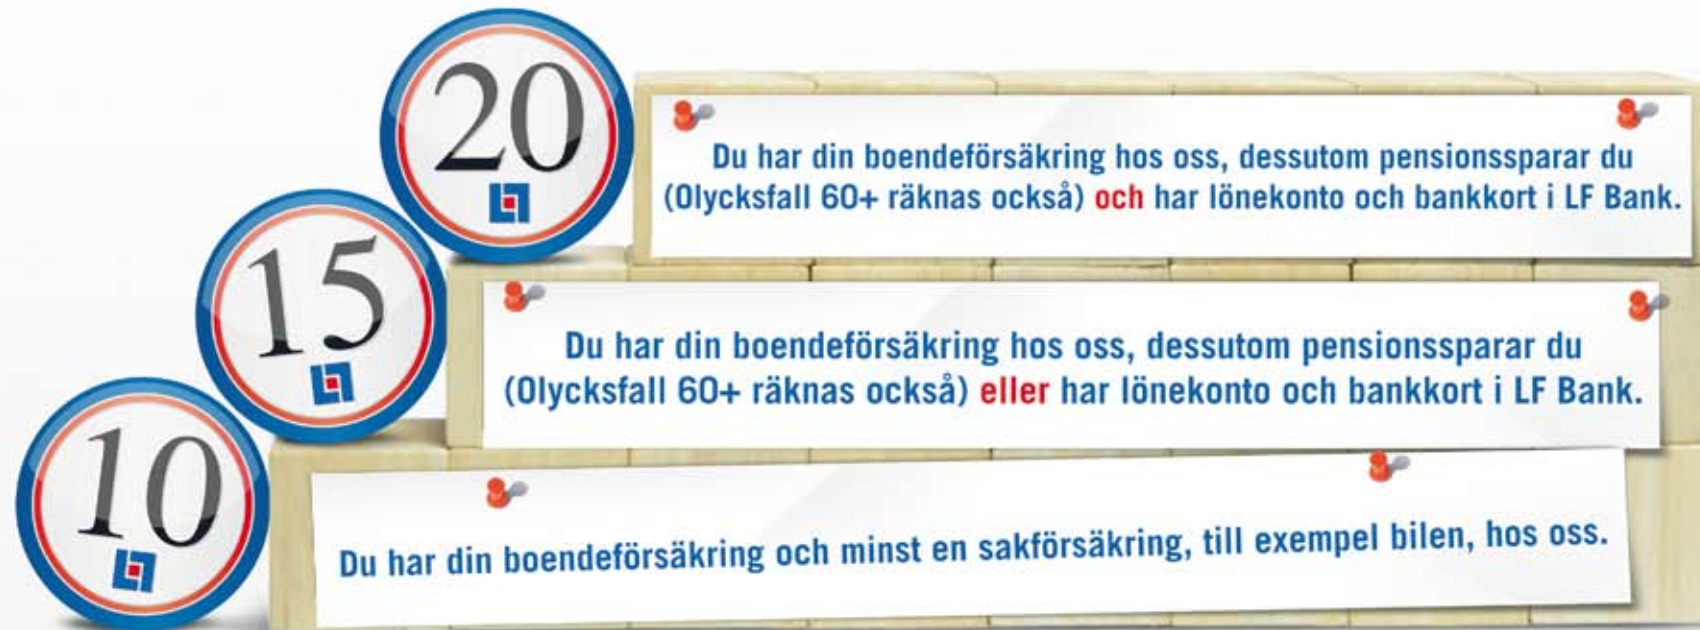 20
Du har din boendeförsäkring hos oss, dessutom pensionssparar du
(Olycksfall 60+ räknas också) och har lönekonto och bankkort i LF Bank.
15
Du har din boendeförsäkring hos oss, dessutom pensionssparar du
(Olycksfall 60+ räknas också) eller har lönekonto och bankkort i LF Bank.
10
Du har din boendeförsäkring och minst en sakförsäkring, till exempel bilen, hos oss.